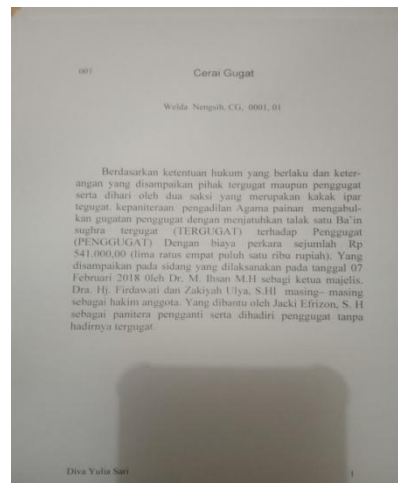 001
Cerai Gugat
Welda Nengsih, CG, 0001, 01
Berdasarkan ketentuan hukum yang berlaku dan keter-
angan yang disampaikan pihak tergugat maupun penggugat
serta dihari oleh dua saksi yang merupakan kakak ipar
tegugat. kepaniteraan pengadilan Agama painan mengabul-
kan gugatan penggugat dengan menjatuhkan talak satu Ba'in
sughra tergugat (TERGUGAT) terhadap Penggugat
(PENGGUGAT) Dengan biaya perkara sejumlah Rp
541.000,00 (lima ratus empat puluh satu ribu rupiah). Yang
disampaikan pada sidang yang dilaksanakan pada tanggal 07
Februari 2018 0leh Dr. M. Ihsan M.H sebagi ketua majelis.
Dra. Hj. Firdawati dan Zakiyah Ulya, S.HI masing– masing
sebagai hakim anggota. Yang dibantu oleh Jacki Efrizon, S. H
sebagai panitera pengganti serta dihadiri penggugat tanpa
hadirnya tergugat.
Diva Yulia Sari
1